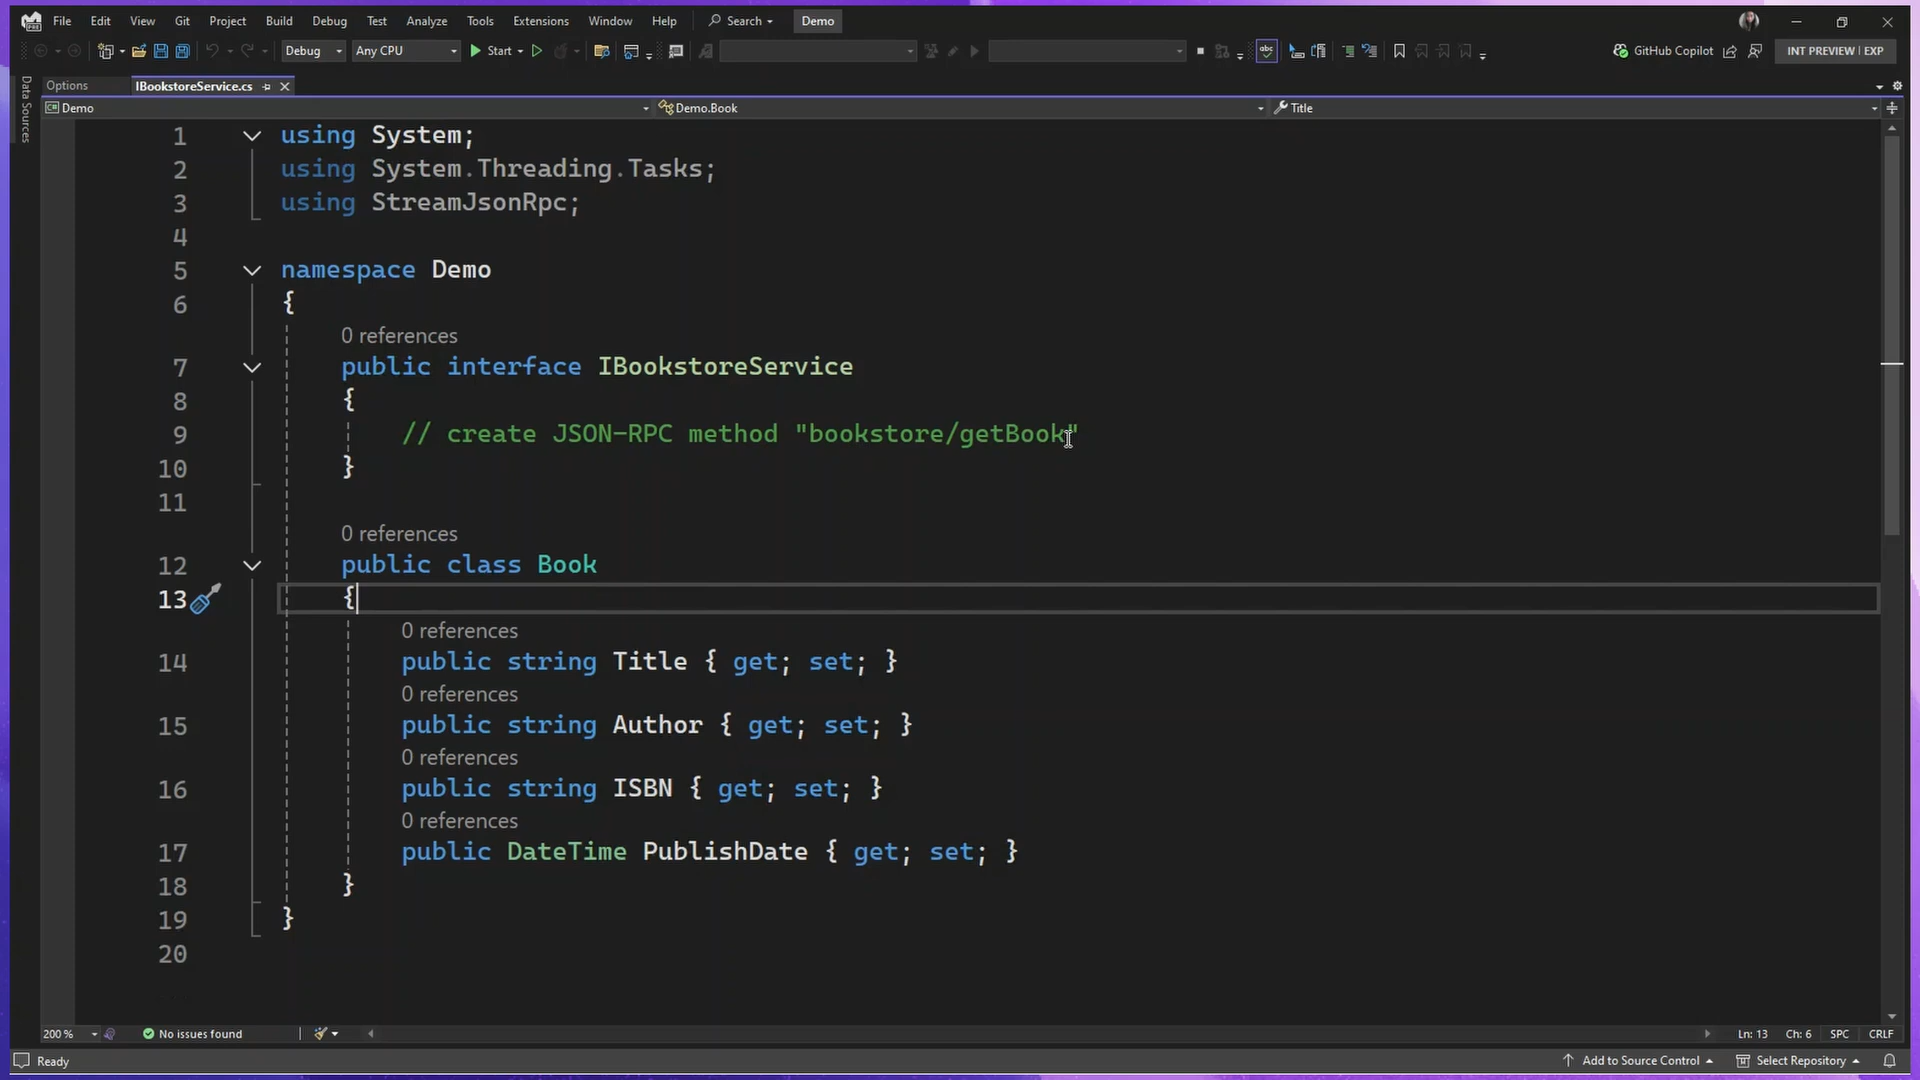 File Edit View Git Project Build Debug Test Analyze Tools Extensions Window Help Search Demo
Debug Any CPU Start abc GitHub Copilot INT PREVIEW | EXP
Data Sources
Options IBookstoreService.cs
Demo Demo.Book Title
1 using System;
2 using System.Threading.Tasks;
3 using StreamJsonRpc;
4
5 namespace Demo
6 {
0 references
7 public interface IBookstoreService
8 {
9 // create JSON-RPC method "bookstore/getBook"
10 }
11
0 references
12 public class Book
13 {
0 references
14 public string Title { get; set; }
0 references
15 public string Author { get; set; }
0 references
16 public string ISBN { get; set; }
0 references
17 public DateTime PublishDate { get; set; }
18 }
19 }
20
200 % No issues found Ln: 13 Ch: 6 SPC CRLF
Ready Add to Source Control Select Repository